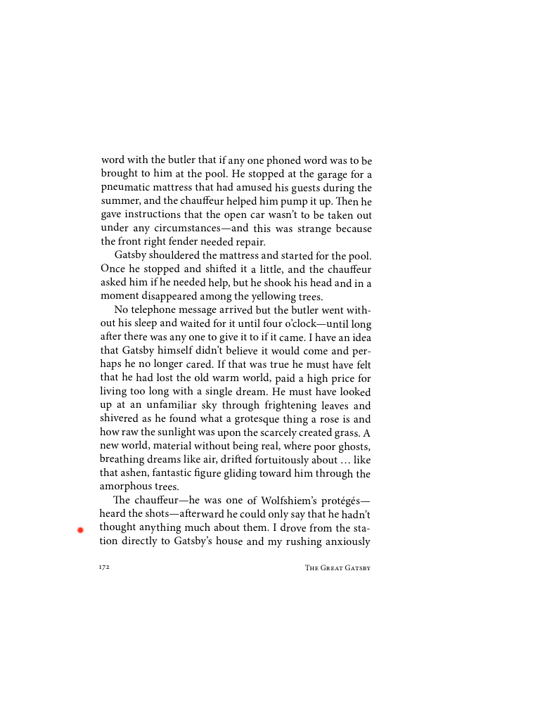 word with the butler that if any one phoned word was to be
brought to him at the pool. He stopped at the garage for a
pneumatic mattress that had amused his guests during the
summer, and the chauffeur helped him pump it up. Then he
gave instructions that the open car wasn't to be taken out
under any circumstances—and this was strange because
the front right fender needed repair.
Gatsby shouldered the mattress and started for the pool.
Once he stopped and shifted it a little, and the chauffeur
asked him if he needed help, but he shook his head and in a
moment disappeared among the yellowing trees.
No telephone message arrived but the butler went with-
out his sleep and waited for it until four o'clock—until long
after there was any one to give it to if it came. I have an idea
that Gatsby himself didn't believe it would come and per-
haps he no longer cared. If that was true he must have felt
that he had lost the old warm world, paid a high price for
living too long with a single dream. He must have looked
up at an unfamiliar sky through frightening leaves and
shivered as he found what a grotesque thing a rose is and
how raw the sunlight was upon the scarcely created grass. A
new world, material without being real, where poor ghosts,
breathing dreams like air, drifted fortuitously about … like
that ashen, fantastic figure gliding toward him through the
amorphous trees.
The chauffeur—he was one of Wolfshiem's protégés—
heard the shots—afterward he could only say that he hadn't
thought anything much about them. I drove from the sta-
tion directly to Gatsby's house and my rushing anxiously
172 The Great Gatsby